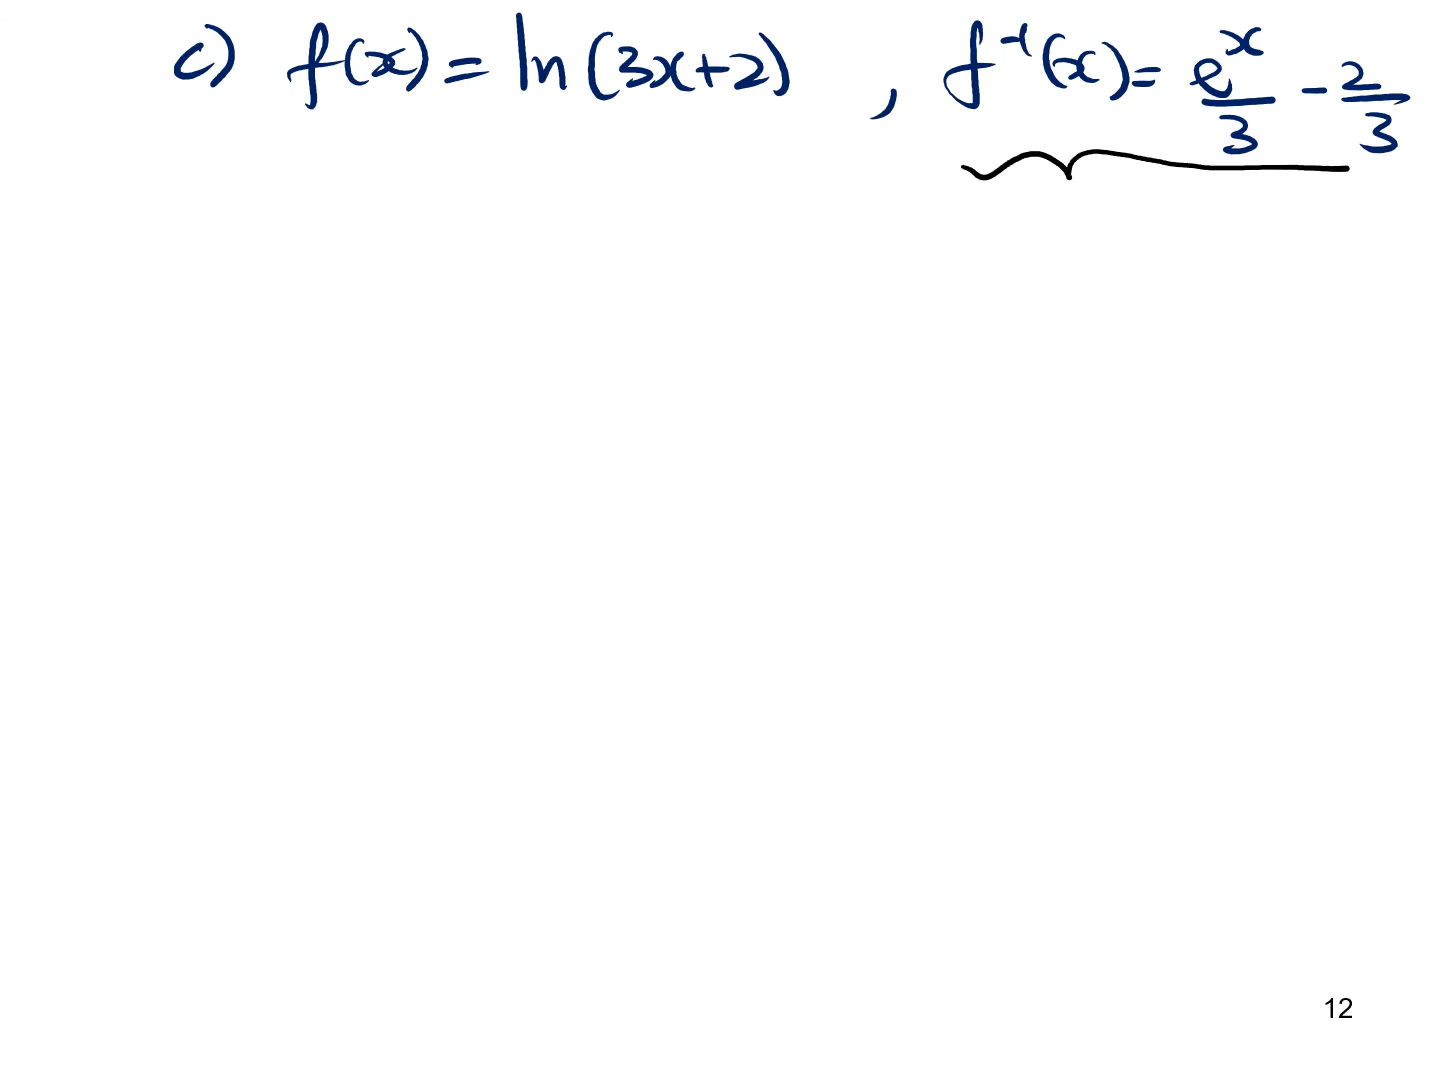 c) f(x) = ln(3x+2) , f⁻¹(x) = eˣ/3 - 2/3
12